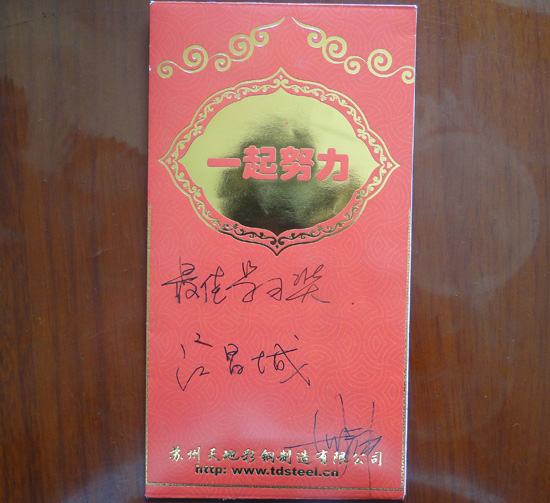 一起努力
最佳学习奖
江昌城
苏州天地彩钢制造有限公司
http: www.tdsteel.cn